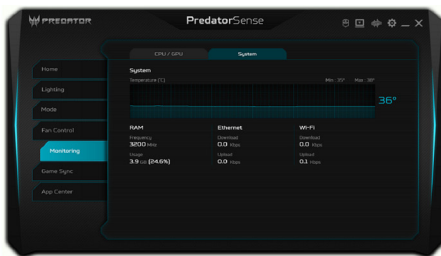 PREDATOR
PredatorSense
CPU / GPU
System
Home
Lighting
Mode
Fan Control
Monitoring
Game Sync
App Center
System
Temperature (°C)
Min : 35° Max : 38°
36°
RAM
Frequency
3200 MHz
Usage
3.9 GB (24.6%)
Ethernet
Download
0.0 Kbps
Upload
0.0 Kbps
Wi-Fi
Download
0.0 Kbps
Upload
0.1 Kbps